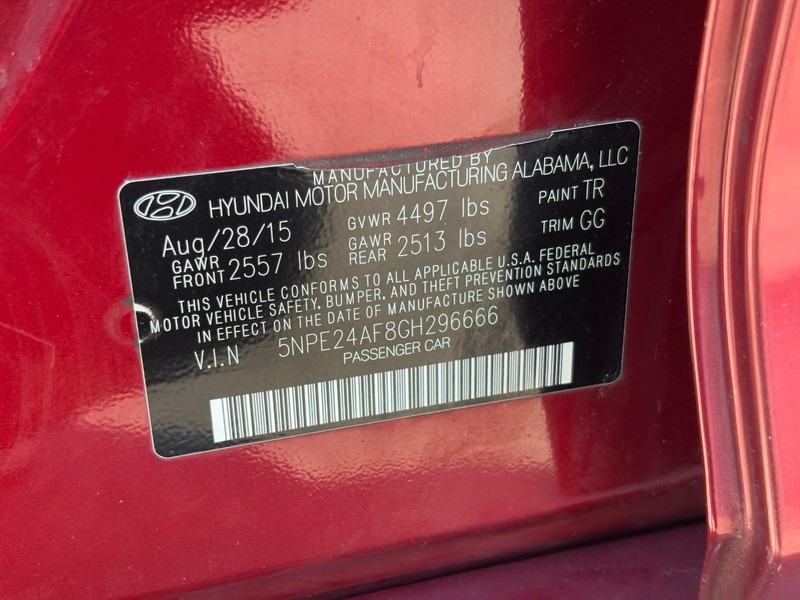 MANUFACTURED BY
HYUNDAI MOTOR MANUFACTURING ALABAMA, LLC
Aug/28/15 GVWR 4497 lbs PAINT TR
GAWR FRONT 2557 lbs GAWR REAR 2513 lbs TRIM GG
THIS VEHICLE CONFORMS TO ALL APPLICABLE U.S.A. FEDERAL
MOTOR VEHICLE SAFETY, BUMPER, AND THEFT PREVENTION STANDARDS
IN EFFECT ON THE DATE OF MANUFACTURE SHOWN ABOVE
V.I.N 5NPE24AF8GH296666
PASSENGER CAR